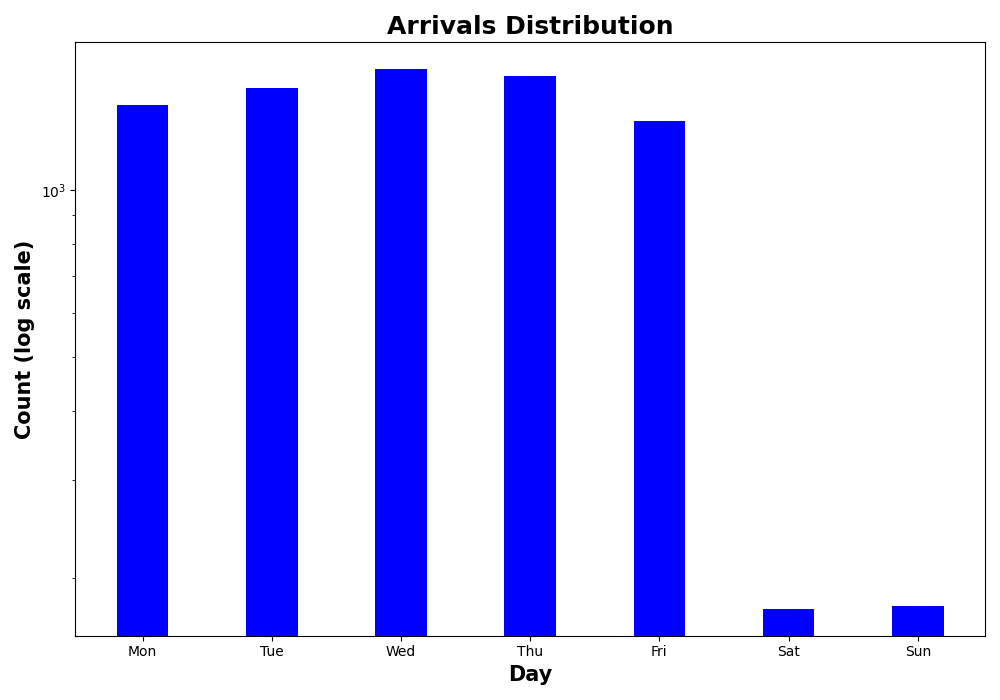 Arrivals Distribution
10³
Count (log scale)
Mon Tue Wed Thu Fri Sat Sun
Day